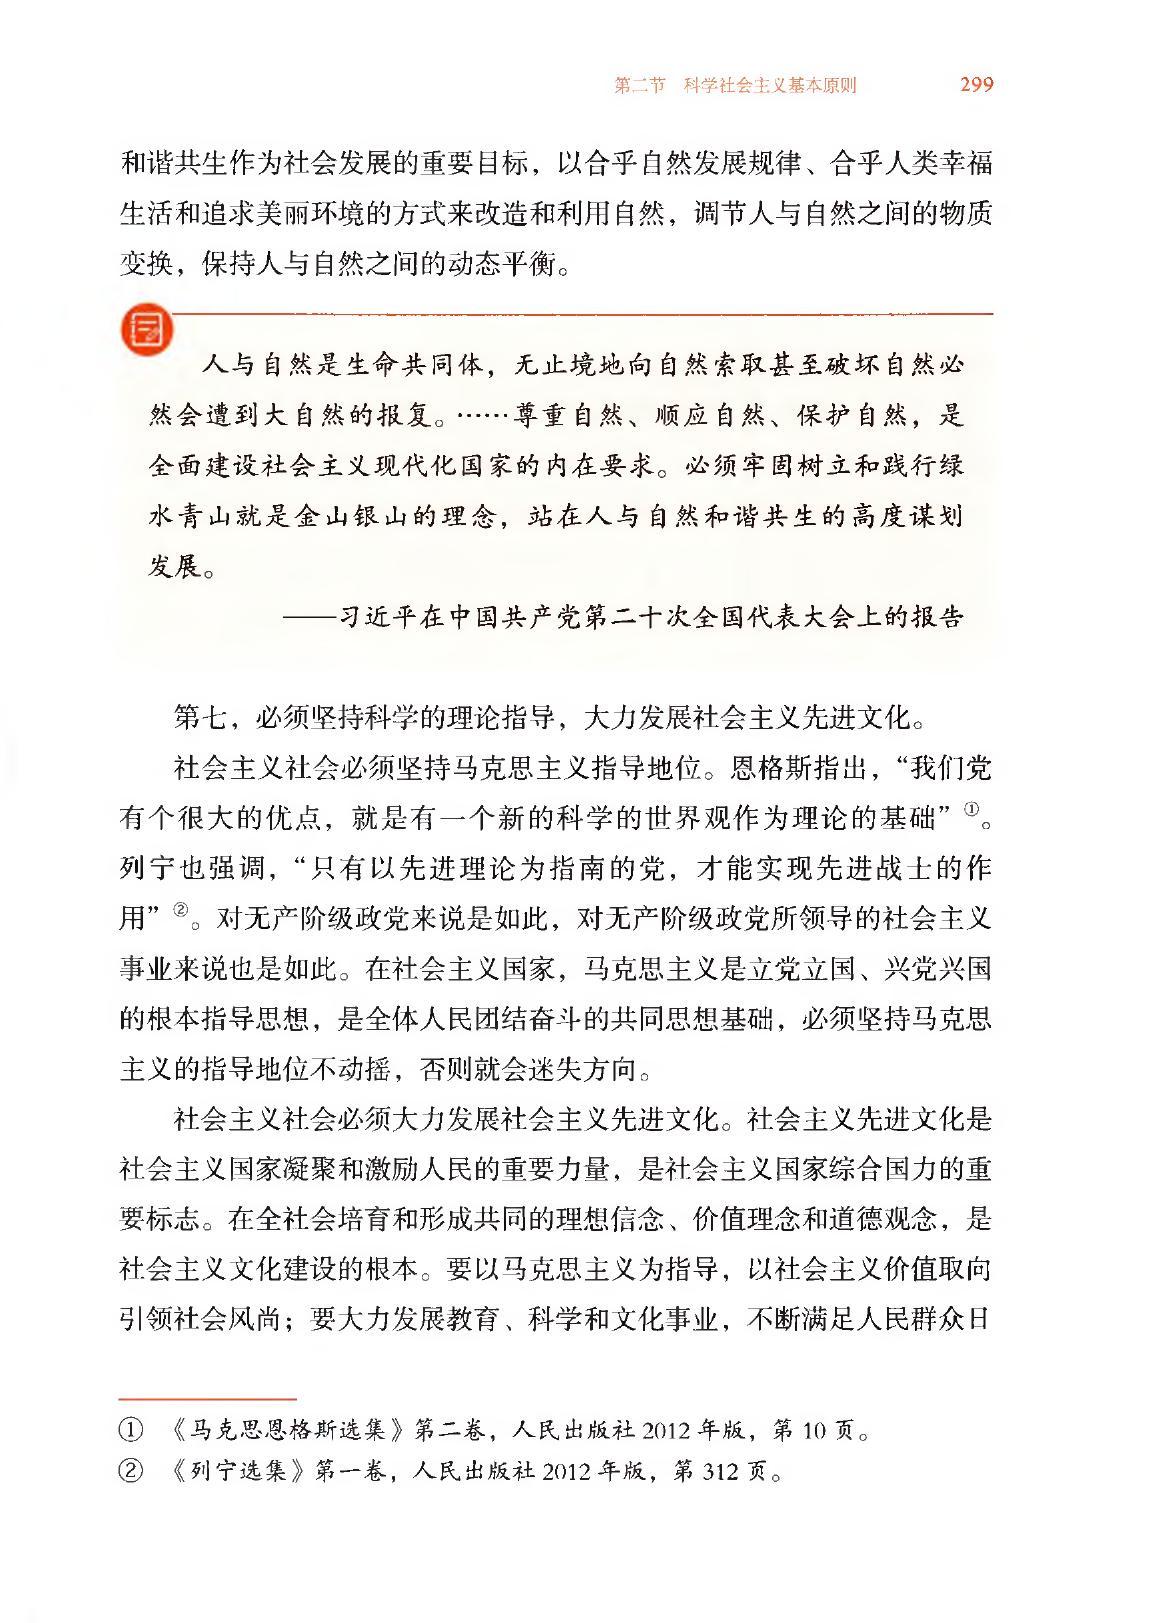 第二节 科学社会主义基本原则 299
和谐共生作为社会发展的重要目标，以合乎自然发展规律、合乎人类幸福
生活和追求美丽环境的方式来改造和利用自然，调节人与自然之间的物质
变换，保持人与自然之间的动态平衡。
人与自然是生命共同体，无止境地向自然索取甚至破坏自然必
然会遭到大自然的报复。……尊重自然、顺应自然、保护自然，是
全面建设社会主义现代化国家的内在要求。必须牢固树立和践行绿
水青山就是金山银山的理念，站在人与自然和谐共生的高度谋划
发展。
——习近平在中国共产党第二十次全国代表大会上的报告
第七，必须坚持科学的理论指导，大力发展社会主义先进文化。
社会主义社会必须坚持马克思主义指导地位。恩格斯指出，“我们党
有个很大的优点，就是有一个新的科学的世界观作为理论的基础”①。
列宁也强调，“只有以先进理论为指南的党，才能实现先进战士的作
用”②。对无产阶级政党来说是如此，对无产阶级政党所领导的社会主义
事业来说也是如此。在社会主义国家，马克思主义是立党立国、兴党兴国
的根本指导思想，是全体人民团结奋斗的共同思想基础，必须坚持马克思
主义的指导地位不动摇，否则就会迷失方向。
社会主义社会必须大力发展社会主义先进文化。社会主义先进文化是
社会主义国家凝聚和激励人民的重要力量，是社会主义国家综合国力的重
要标志。在全社会培育和形成共同的理想信念、价值理念和道德观念，是
社会主义文化建设的根本。要以马克思主义为指导，以社会主义价值取向
引领社会风尚；要大力发展教育、科学和文化事业，不断满足人民群众日
① 《马克思恩格斯选集》第二卷，人民出版社 2012 年版，第 10 页。
② 《列宁选集》第一卷，人民出版社 2012 年版，第 312 页。